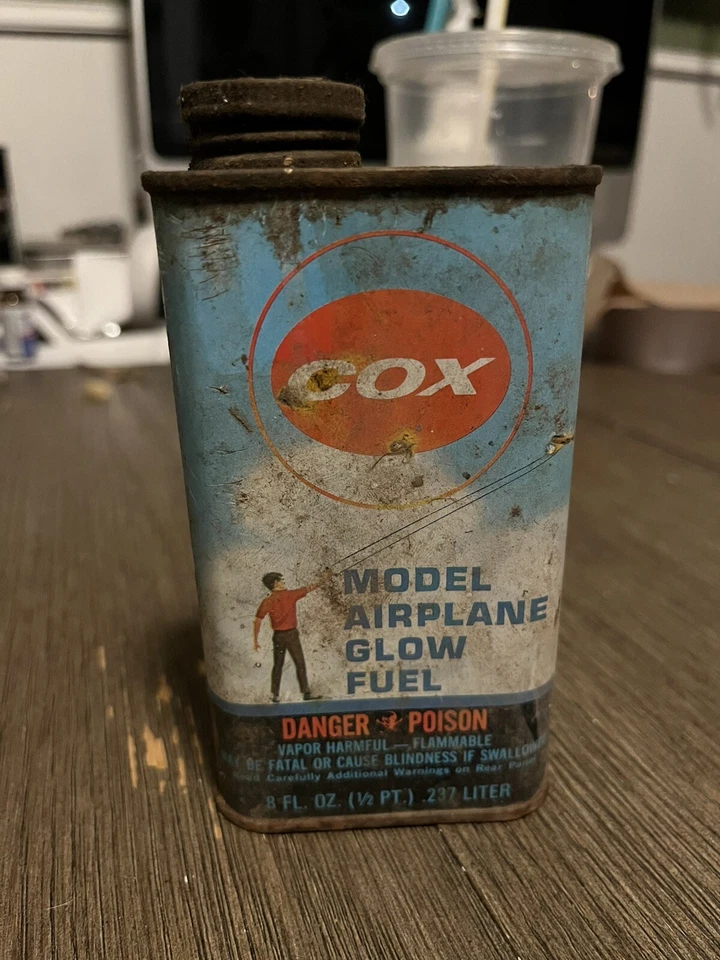 COX
MODEL
AIRPLANE
GLOW
FUEL
DANGER POISON
VAPOR HARMFUL — FLAMMABLE
BE FATAL OR CAUSE BLINDNESS IF SWALLOW
Carefully Additional Warnings on Rear
8 FL. OZ. (½ PT.) .237 LITER